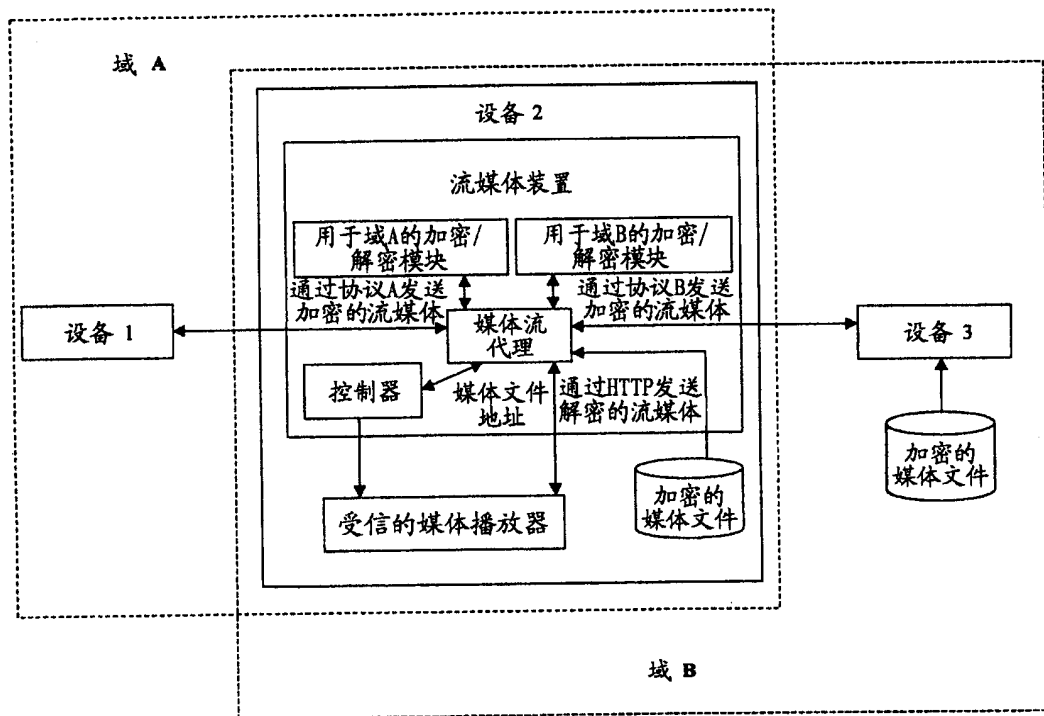 域 A
设备 2
流媒体装置
用于域A的加密/
解密模块
用于域B的加密/
解密模块
通过协议A发送
加密的流媒体
通过协议B发送
加密的流媒体
设备 1
媒体流
代理
设备 3
控制器
媒体文件
地址
通过HTTP发送
解密的流媒体
加密的
媒体文件
加密的
媒体文件
受信的媒体播放器
域 B